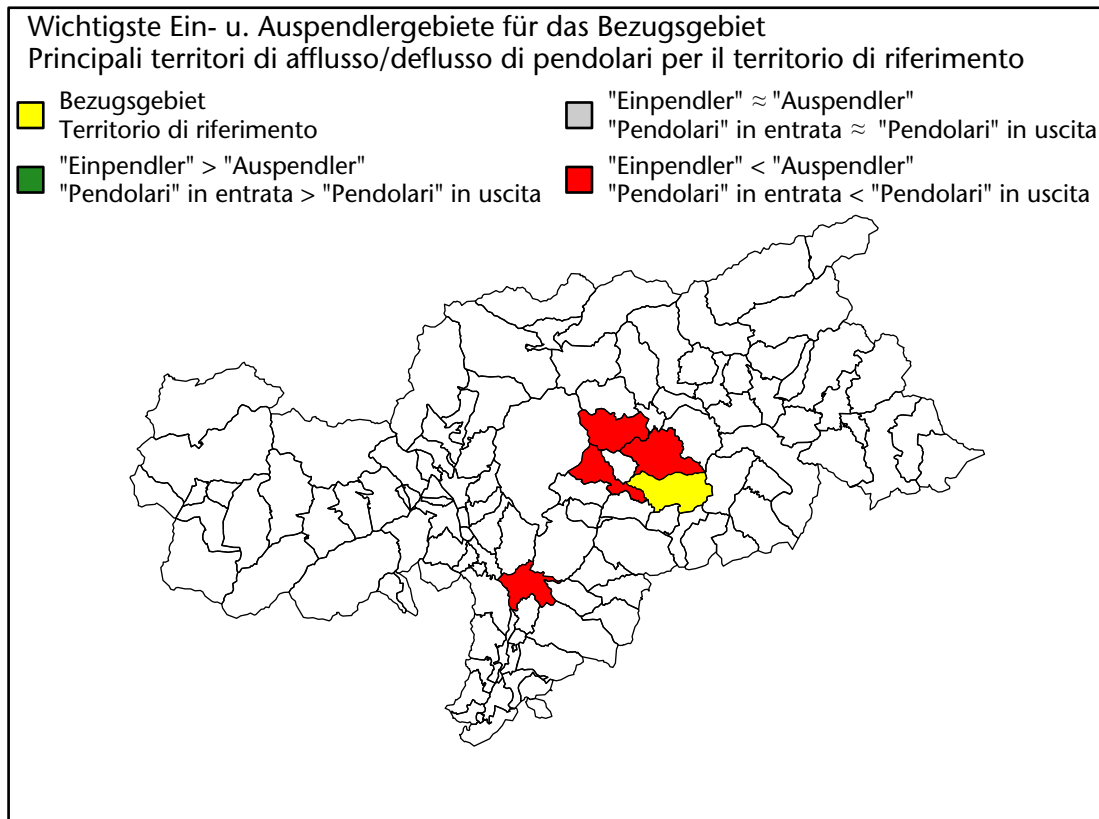 Wichtigste Ein- u. Auspendlergebiete für das Bezugsgebiet
Principali territori di afflusso/deflusso di pendolari per il territorio di riferimento
Bezugsgebiet
Territorio di riferimento
"Einpendler" ≈ "Auspendler"
"Pendolari" in entrata ≈ "Pendolari" in uscita
"Einpendler" > "Auspendler"
"Pendolari" in entrata > "Pendolari" in uscita
"Einpendler" < "Auspendler"
"Pendolari" in entrata < "Pendolari" in uscita